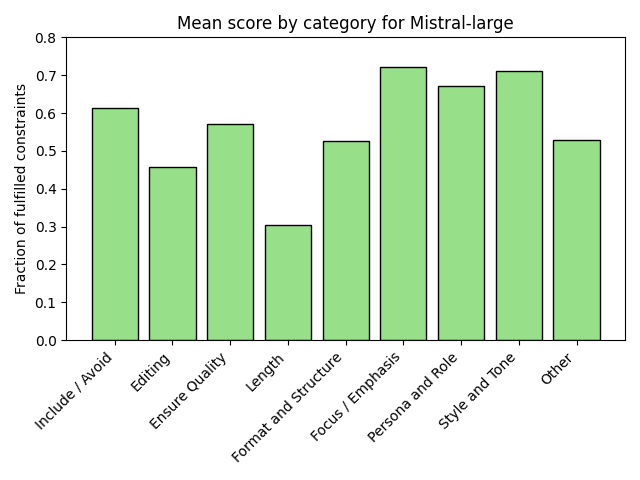 Mean score by category for Mistral-large
Fraction of fulfilled constraints
0.8
0.7
0.6
0.5
0.4
0.3
0.2
0.1
0.0
Include / Avoid
Editing
Ensure Quality
Length
Format and Structure
Focus / Emphasis
Persona and Role
Style and Tone
Other